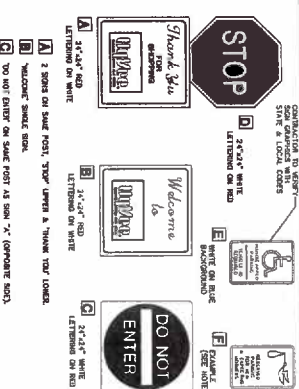 CONTRACTOR TO VERIFY
SIGN GRAPHICS WITH
STATE & LOCAL CODES
STOP
D
24"x24" WHITE
LETTERING ON RED
E
WHITE ON BLUE
BACKGROUND
F
EXAMPLE
(SEE NOTE
Thank You
FOR
SHOPPING
HyVee
A
24"x24" RED
LETTERING ON WHITE
Welcome
to
HyVee
B
24"x24" RED
LETTERING ON WHITE
DO NOT
ENTER
C
24"x24" WHITE
LETTERING ON RED
A 2 SIGNS ON SAME POST, "STOP" UPPER & "THANK YOU" LOWER.
B "WELCOME" SINGLE SIGN.
C "DO NOT ENTER" ON SAME POST AS SIGN "A" (OPPOSITE SIDE).